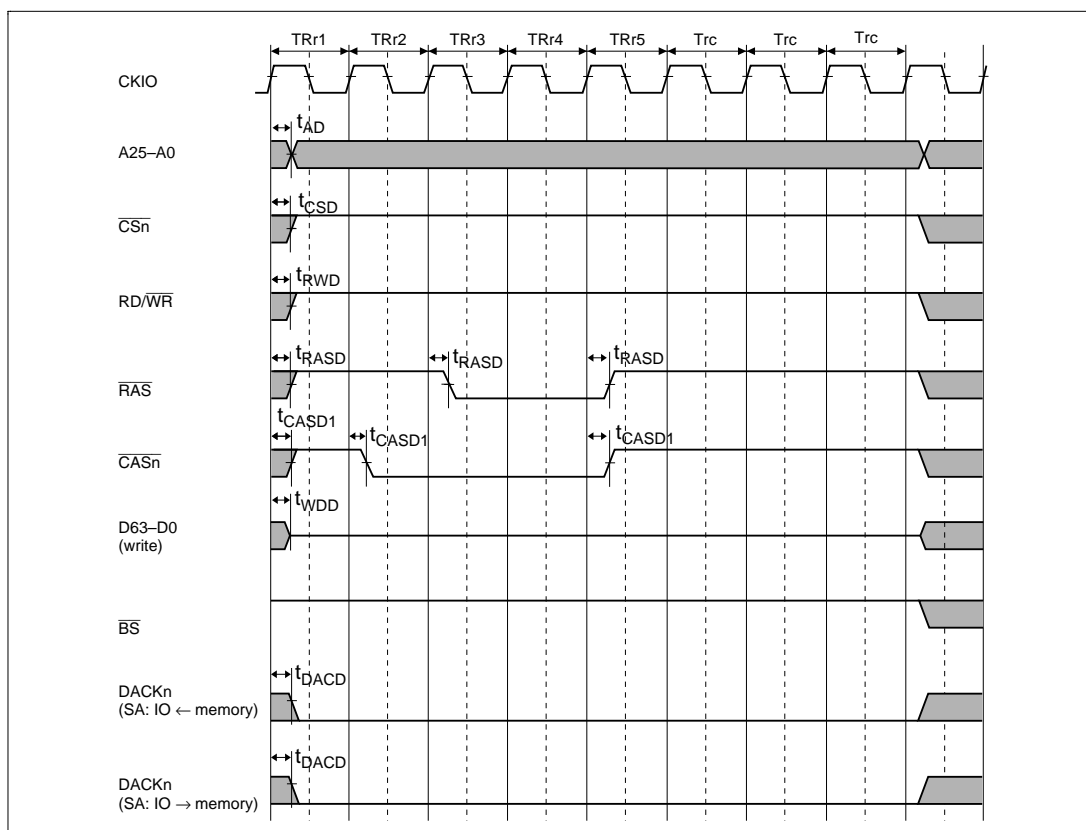 TRr1 TRr2 TRr3 TRr4 TRr5 Trc Trc Trc
CKIO
tAD
A25–A0
tCSD
CSn
tRWD
RD/WR
tRASD tRASD tRASD
RAS
tCASD1 tCASD1 tCASD1
CASn
tWDD
D63–D0
(write)
BS
tDACD
DACKn
(SA: IO ← memory)
tDACD
DACKn
(SA: IO → memory)